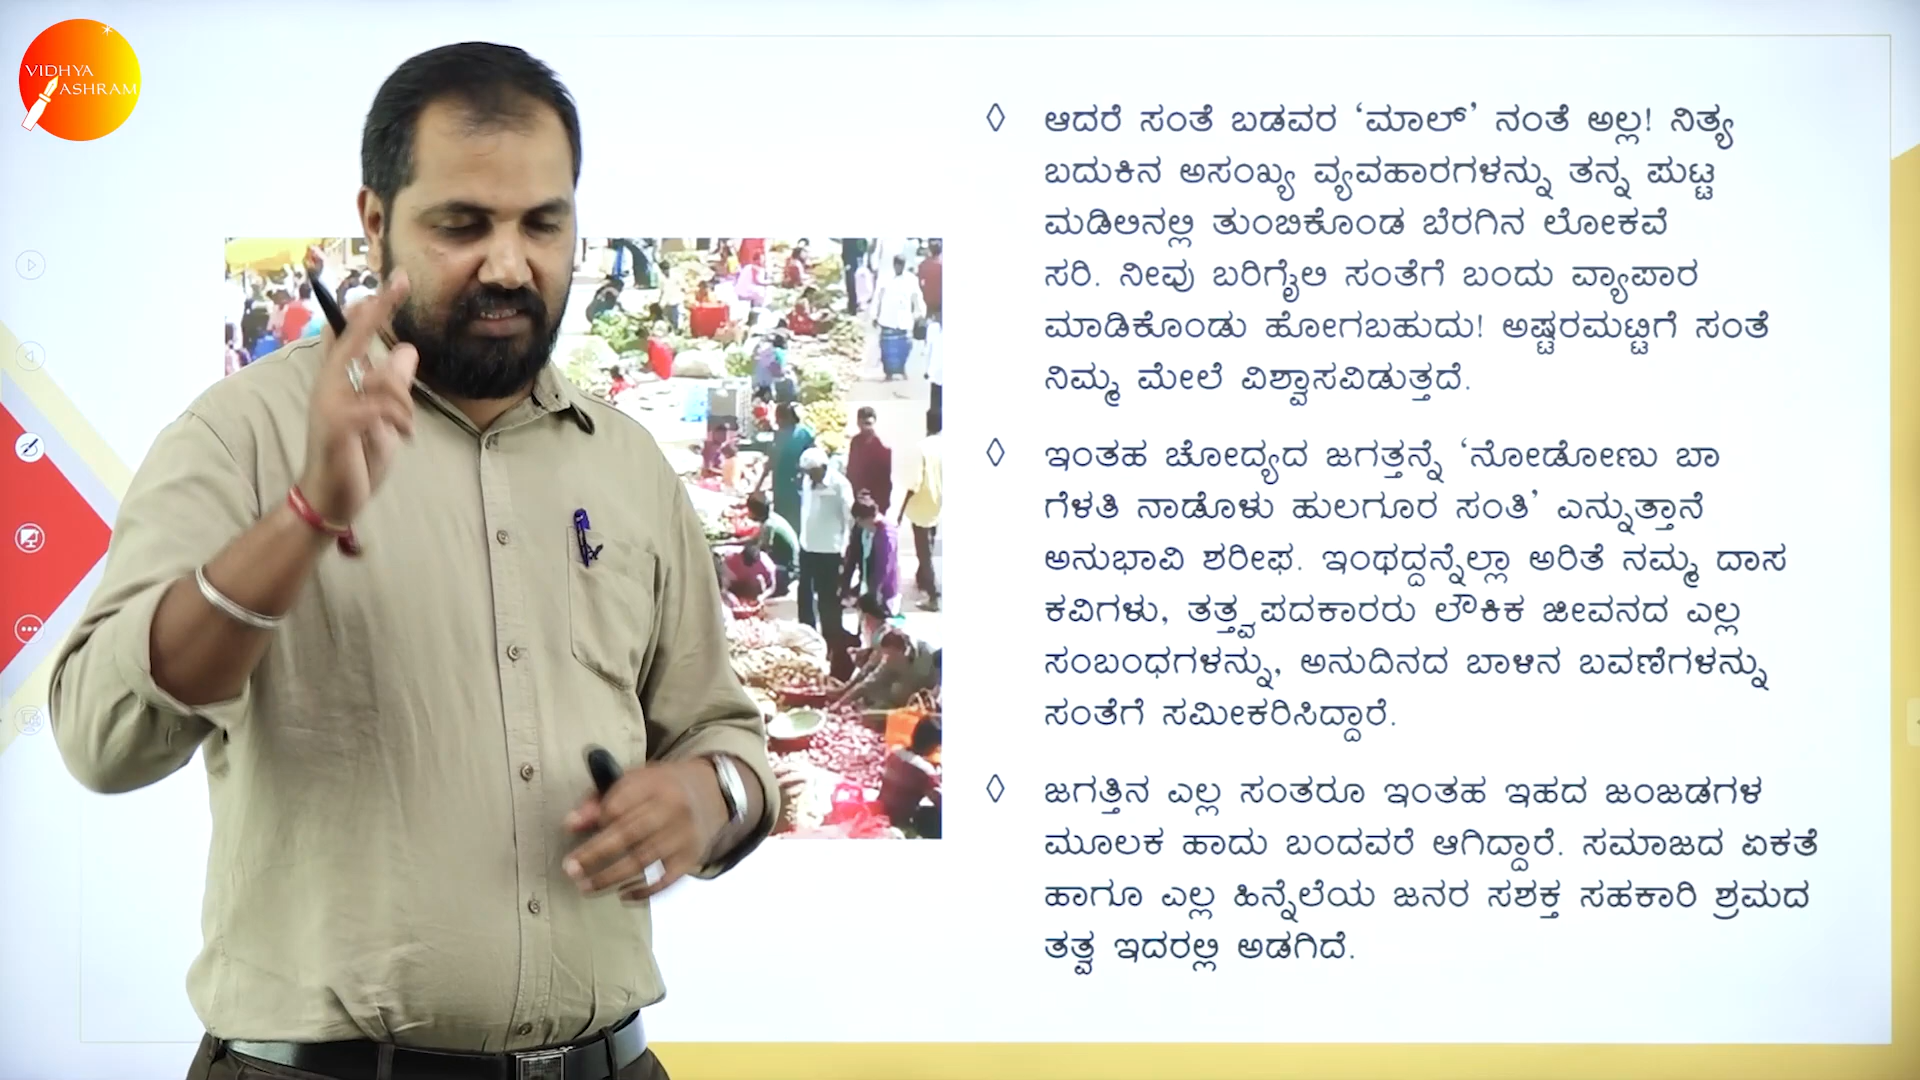 VIDHYA
ASHRAM
ಆದರೆ ಸಂತೆ ಬಡವರ ‘ಮಾಲ್’ ನಂತೆ ಅಲ್ಲ! ನಿತ್ಯ
ಬದುಕಿನ ಅಸಂಖ್ಯ ವ್ಯವಹಾರಗಳನ್ನು ತನ್ನ ಪುಟ್ಟ
ಮಡಿಲಿನಲ್ಲಿ ತುಂಬಿಕೊಂಡ ಬೆರಗಿನ ಲೋಕವೆ
ಸರಿ. ನೀವು ಬರಿಗೈಲಿ ಸಂತೆಗೆ ಬಂದು ವ್ಯಾಪಾರ
ಮಾಡಿಕೊಂಡು ಹೋಗಬಹುದು! ಅಷ್ಟರಮಟ್ಟಿಗೆ ಸಂತೆ
ನಿಮ್ಮ ಮೇಲೆ ವಿಶ್ವಾಸವಿಡುತ್ತದೆ.
ಇಂತಹ ಚೋದ್ಯದ ಜಗತ್ತನ್ನೆ ‘ನೋಡೋಣು ಬಾ
ಗೆಳತಿ ನಾಡೊಳು ಹುಲಗೂರ ಸಂತಿ’ ಎನ್ನುತ್ತಾನೆ
ಅನುಭಾವಿ ಶರೀಫ. ಇಂಥದ್ದನ್ನೆಲ್ಲಾ ಅರಿತೆ ನಮ್ಮ ದಾಸ
ಕವಿಗಳು, ತತ್ತ್ವಪದಕಾರರು ಲೌಕಿಕ ಜೀವನದ ಎಲ್ಲ
ಸಂಬಂಧಗಳನ್ನು, ಅನುದಿನದ ಬಾಳಿನ ಬವಣೆಗಳನ್ನು
ಸಂತೆಗೆ ಸಮೀಕರಿಸಿದ್ದಾರೆ.
ಜಗತ್ತಿನ ಎಲ್ಲ ಸಂತರೂ ಇಂತಹ ಇಹದ ಜಂಜಡಗಳ
ಮೂಲಕ ಹಾದು ಬಂದವರೆ ಆಗಿದ್ದಾರೆ. ಸಮಾಜದ ಏಕತೆ
ಹಾಗೂ ಎಲ್ಲ ಹಿನ್ನೆಲೆಯ ಜನರ ಸಶಕ್ತ ಸಹಕಾರಿ ಶ್ರಮದ
ತತ್ವ ಇದರಲ್ಲಿ ಅಡಗಿದೆ.